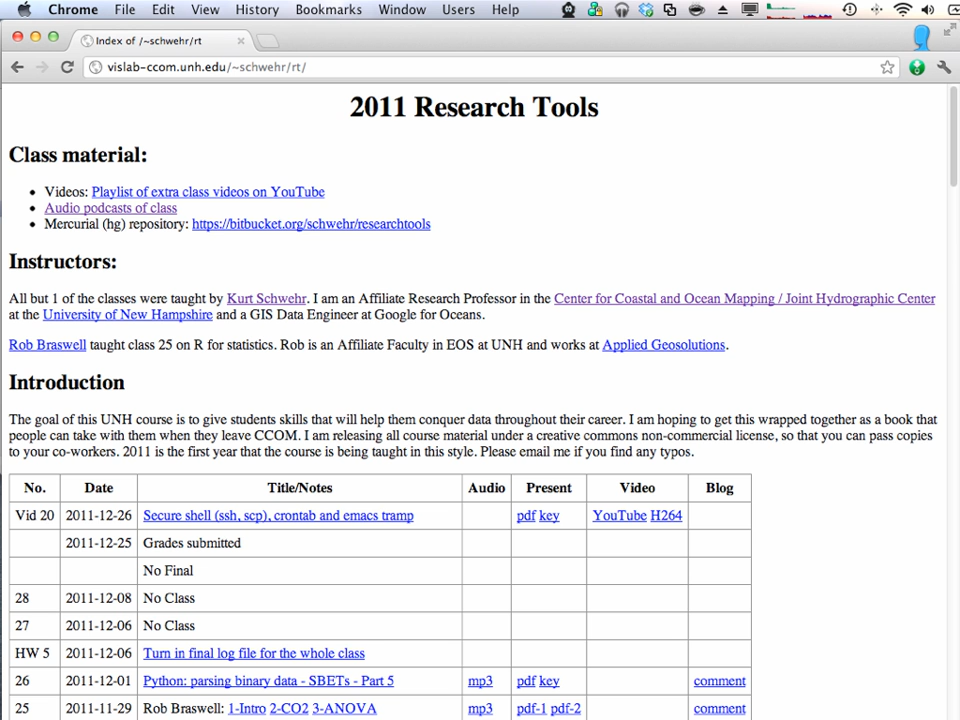 Chrome File Edit View History Bookmarks Window Users Help
Index of /~schwehr/rt
vislab-ccom.unh.edu/~schwehr/rt/
2011 Research Tools
Class material:
• Videos: Playlist of extra class videos on YouTube
• Audio podcasts of class
• Mercurial (hg) repository: https://bitbucket.org/schwehr/researchtools
Instructors:
All but 1 of the classes were taught by Kurt Schwehr. I am an Affiliate Research Professor in the Center for Coastal and Ocean Mapping / Joint Hydrographic Center
at the University of New Hampshire and a GIS Data Engineer at Google for Oceans.
Rob Braswell taught class 25 on R for statistics. Rob is an Affiliate Faculty in EOS at UNH and works at Applied Geosolutions.
Introduction
The goal of this UNH course is to give students skills that will help them conquer data throughout their career. I am hoping to get this wrapped together as a book that
people can take with them when they leave CCOM. I am releasing all course material under a creative commons non-commercial license, so that you can pass copies
to your co-workers. 2011 is the first year that the course is being taught in this style. Please email me if you find any typos.
No. Date Title/Notes Audio Present Video Blog
Vid 20 2011-12-26 Secure shell (ssh, scp), crontab and emacs tramp pdf key YouTube H264
2011-12-25 Grades submitted
No Final
28 2011-12-08 No Class
27 2011-12-06 No Class
HW 5 2011-12-06 Turn in final log file for the whole class
26 2011-12-01 Python: parsing binary data - SBETs - Part 5 mp3 pdf key comment
25 2011-11-29 Rob Braswell: 1-Intro 2-CO2 3-ANOVA mp3 pdf-1 pdf-2 comment